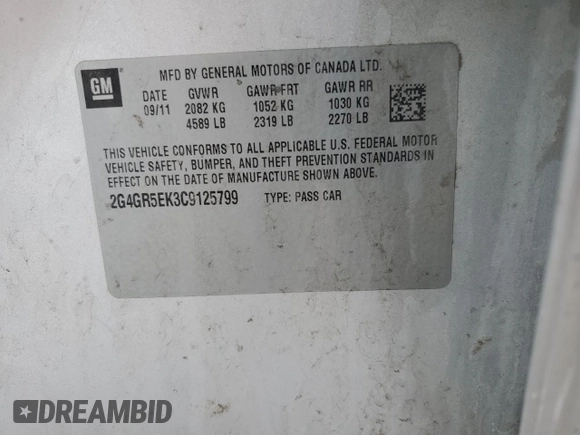 GM
MFD BY GENERAL MOTORS OF CANADA LTD.
DATE GVWR GAWR FRT GAWR RR
09/11 2082 KG 1052 KG 1030 KG
4589 LB 2319 LB 2270 LB
THIS VEHICLE CONFORMS TO ALL APPLICABLE U.S. FEDERAL MOTOR
VEHICLE SAFETY, BUMPER, AND THEFT PREVENTION STANDARDS IN
EFFECT ON THE DATE OF MANUFACTURE SHOWN ABOVE.
2G4GR5EK3C9125799 TYPE: PASS CAR
DREAMBID